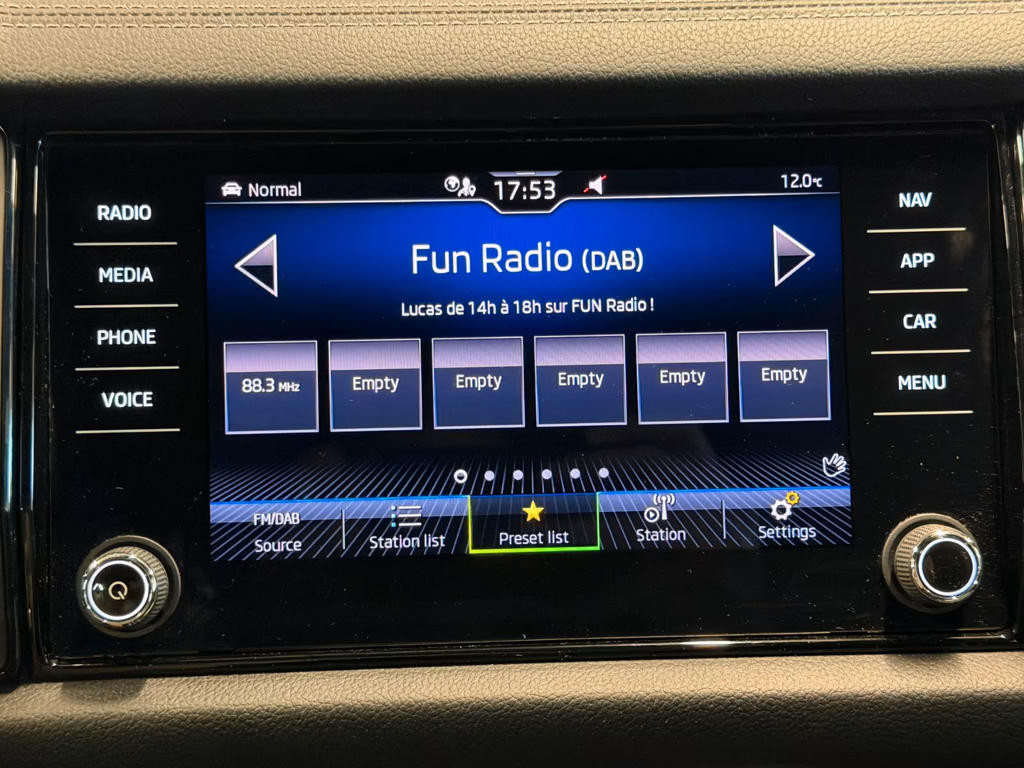 RADIO
MEDIA
PHONE
VOICE
Normal
17:53
12.0°C
Fun Radio (DAB)
Lucas de 14h à 18h sur FUN Radio !
88.3 MHz
Empty
Empty
Empty
Empty
Empty
FM/DAB
Source
Station list
Preset list
Station
Settings
NAV
APP
CAR
MENU